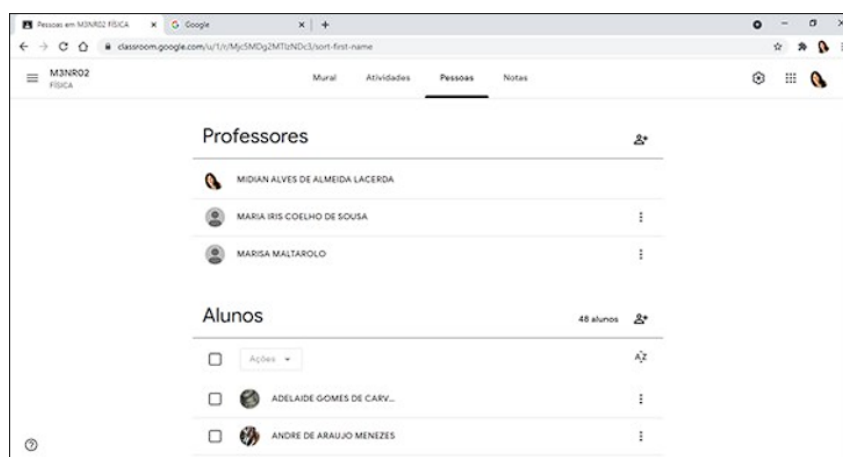 Pessoas em M3NR02 FÍSICA
Google
classroom.google.com/u/1/r/Mjc5MDg2MTIzNDc3/sort-first-name
M3NR02
FÍSICA
Mural Atividades Pessoas Notas
Professores
MIDIAN ALVES DE ALMEIDA LACERDA
MARIA IRIS COELHO DE SOUSA
MARISA MALTAROLO
Alunos 48 alunos
Ações AZ
ADELAIDE GOMES DE CARV...
ANDRE DE ARAUJO MENEZES